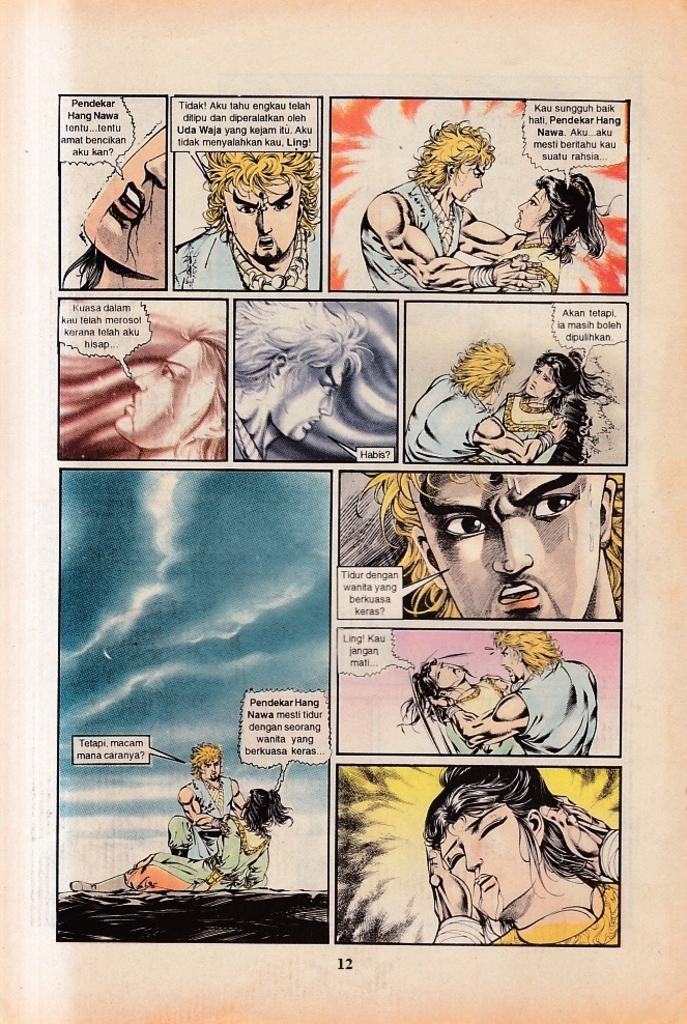 Pendekar
Hang Nawa
tentu...tentu
amat bencikan
aku kan?
Tidak! Aku tahu engkau telah
ditipu dan diperalatkan oleh
Uda Waja yang kejam itu. Aku
tidak menyalahkan kau, Ling!
Kau sungguh baik
hati, Pendekar Hang
Nawa. Aku...aku
mesti beritahu kau
suatu rahsia...
Kuasa dalam
kau telah merosot
kerana telah aku
hisap...
Habis?
Akan tetapi,
ia masih boleh
dipulihkan.
Tetapi, macam
mana caranya?
Pendekar Hang
Nawa mesti tidur
dengan seorang
wanita yang
berkuasa keras...
Tidur dengan
wanita yang
berkuasa
keras?
Ling! Kau
jangan
mati...
12